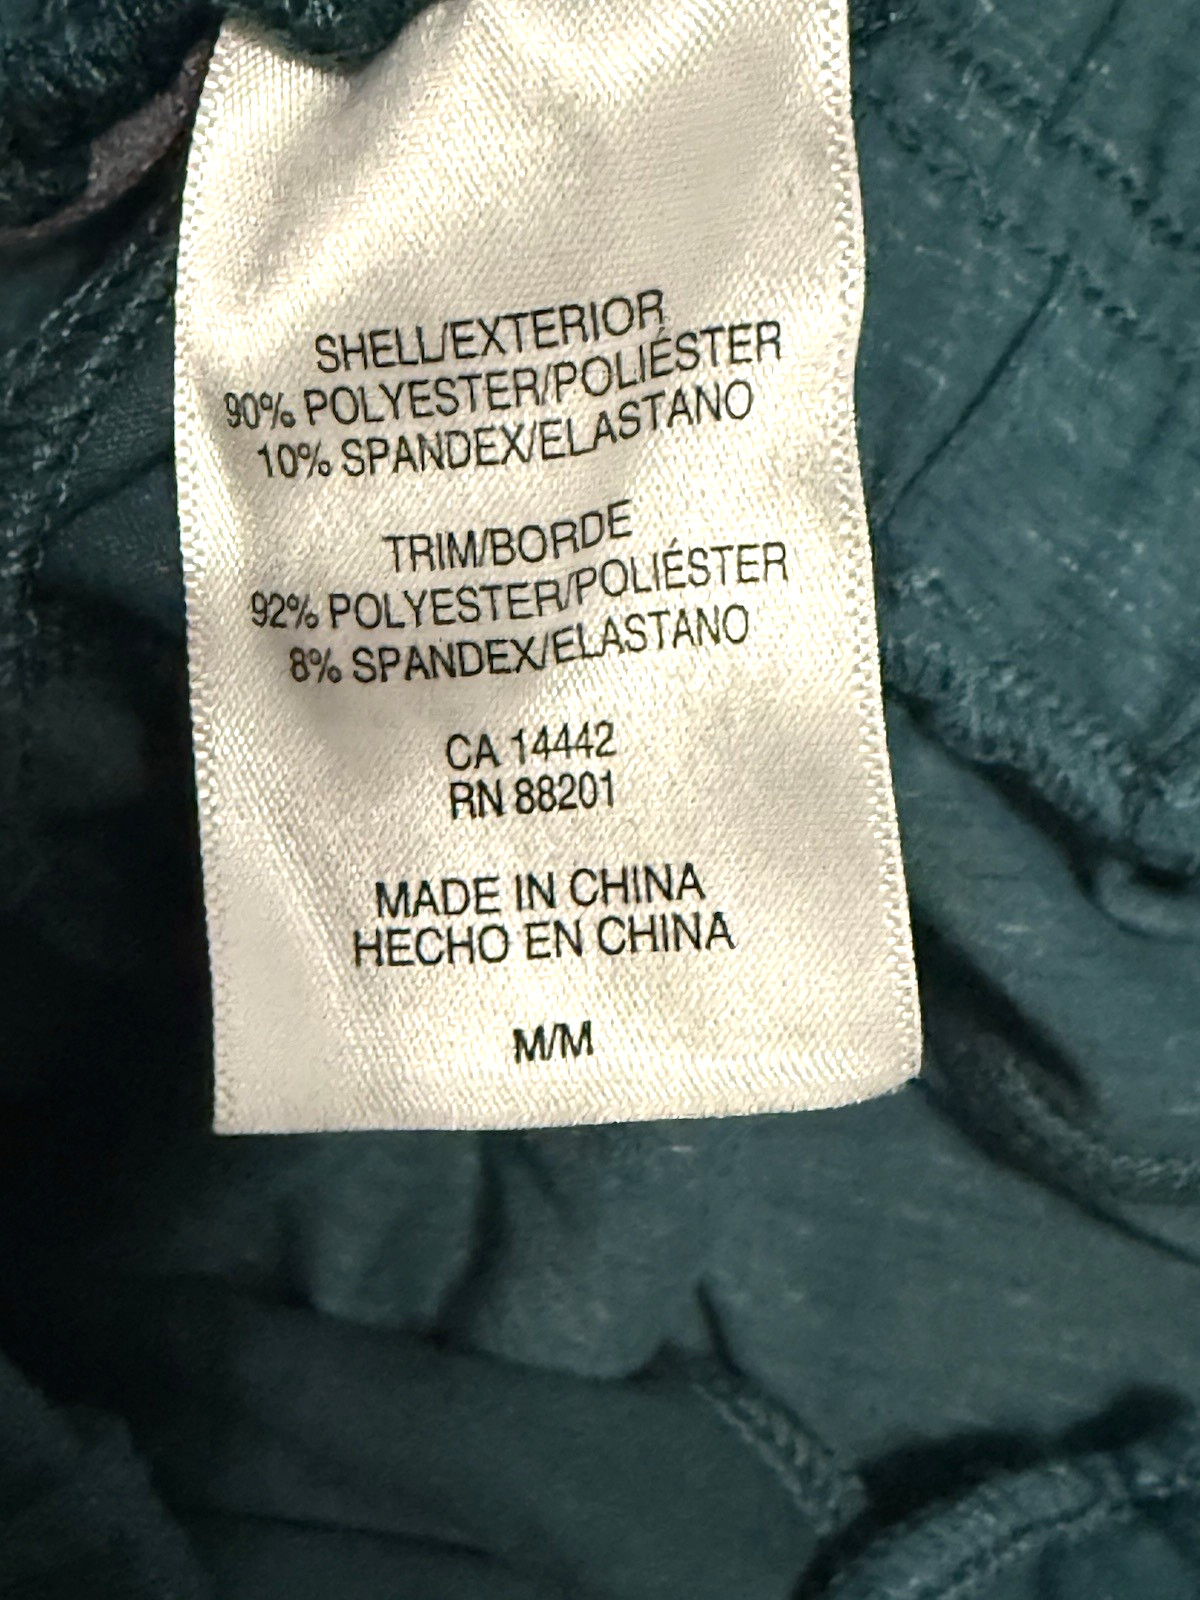 SHELL/EXTERIOR
90% POLYESTER/POLIÉSTER
10% SPANDEX/ELASTANO
TRIM/BORDE
92% POLYESTER/POLIÉSTER
8% SPANDEX/ELASTANO
CA 14442
RN 88201
MADE IN CHINA
HECHO EN CHINA
M/M